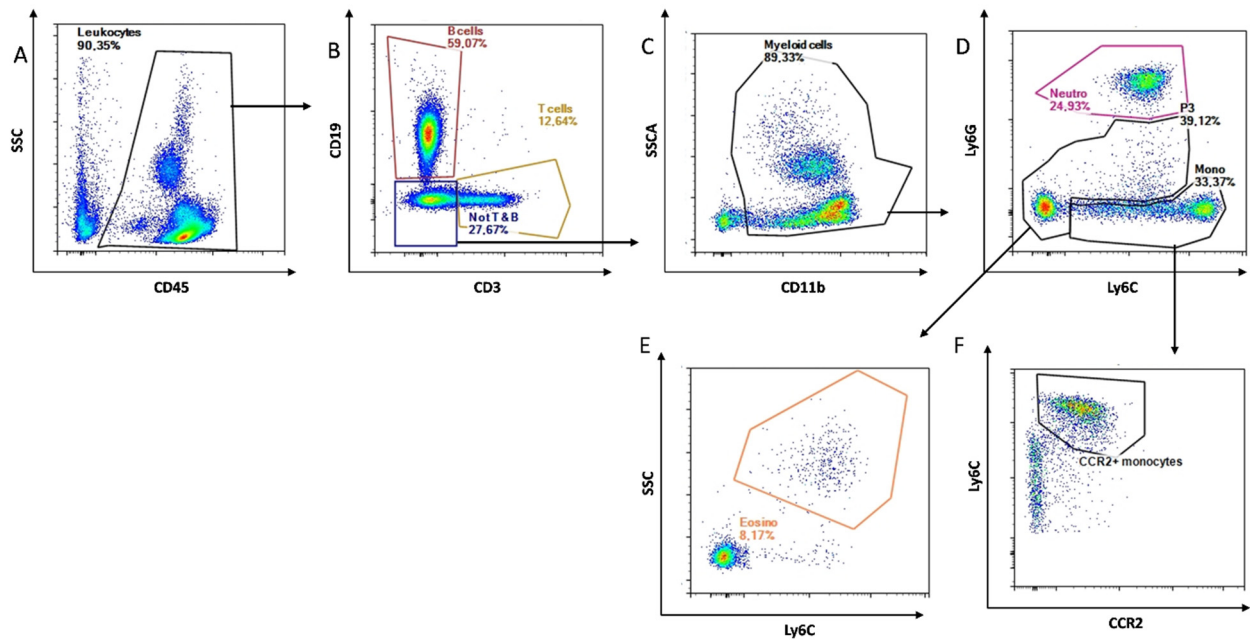 A
Leukocytes
90,35%
SSC
CD45
B
B cells
59,07%
T cells
12,64%
Not T & B
27,67%
CD19
CD3
C
Myeloid cells
89,33%
SSCA
CD11b
D
Neutro
24,93%
P3
39,12%
Mono
33,37%
Ly6G
Ly6C
E
Eosino
8,17%
SSC
Ly6C
F
CCR2+ monocytes
Ly6C
CCR2